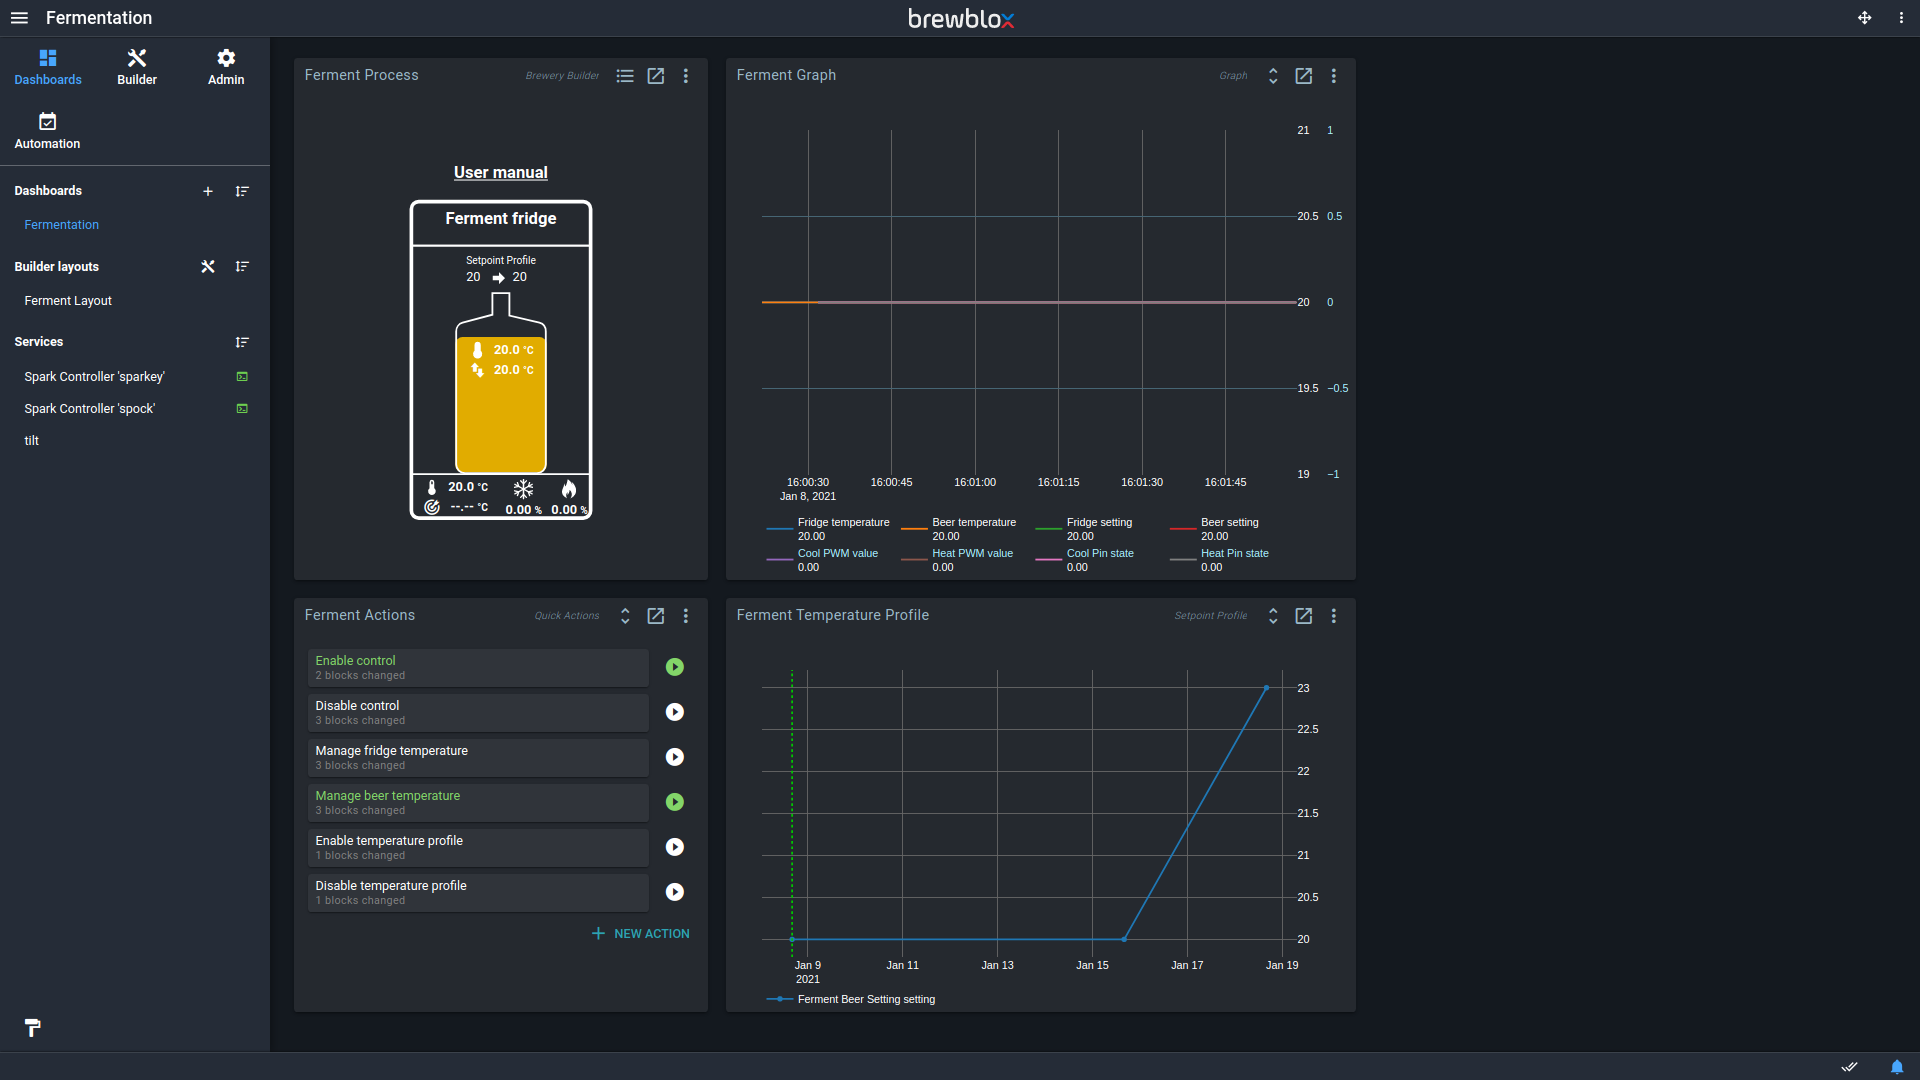 Fermentation
brewblox
Dashboards
Builder
Admin
Automation
Dashboards
Fermentation
Builder layouts
Ferment Layout
Services
Spark Controller 'sparkey'
Spark Controller 'spock'
tilt
Ferment Process
Brewery Builder
User manual
Ferment fridge
Setpoint Profile
20 20
20.0 °C
20.0 °C
20.0 °C
--.-- °C
0.00 %
0.00 %
Ferment Graph
Graph
21 1
20.5 0.5
20 0
19.5 −0.5
19 −1
16:00:30 16:00:45 16:01:00 16:01:15 16:01:30 16:01:45
Jan 8, 2021
Fridge temperature Beer temperature Fridge setting Beer setting
20.00 20.00 20.00 20.00
Cool PWM value Heat PWM value Cool Pin state Heat Pin state
0.00 0.00 0.00 0.00
Ferment Actions
Quick Actions
Enable control
2 blocks changed
Disable control
3 blocks changed
Manage fridge temperature
3 blocks changed
Manage beer temperature
3 blocks changed
Enable temperature profile
1 blocks changed
Disable temperature profile
1 blocks changed
NEW ACTION
Ferment Temperature Profile
Setpoint Profile
23
22.5
22
21.5
21
20.5
20
Jan 9 Jan 11 Jan 13 Jan 15 Jan 17 Jan 19
2021
Ferment Beer Setting setting